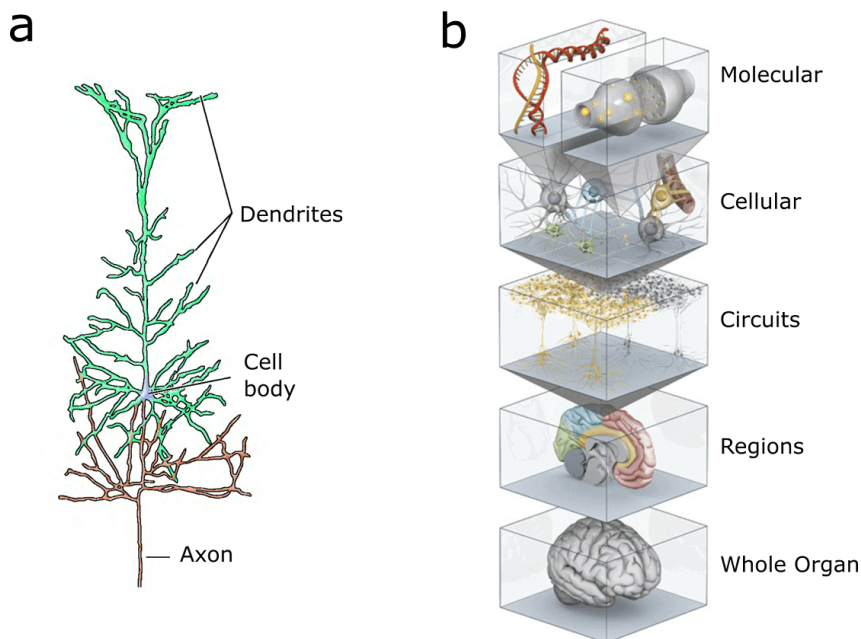 a
Dendrites
Cell
body
Axon
b
Molecular
Cellular
Circuits
Regions
Whole Organ